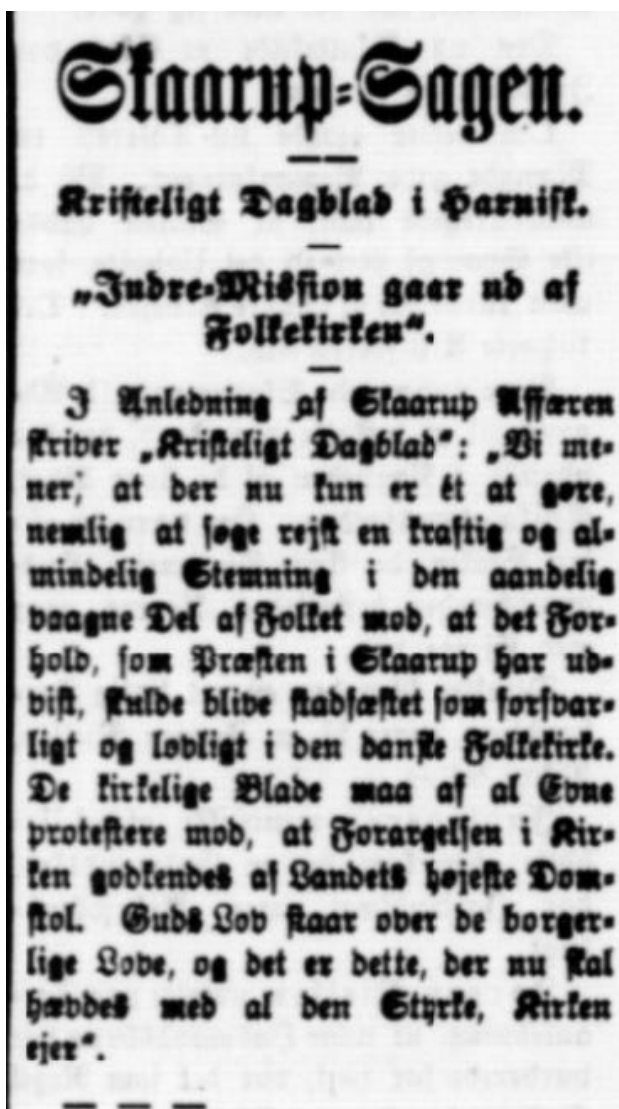 Skaarup-Sagen.
Kristeligt Dagblad i Harnisk.
„Indre-Mission gaar ud af
Folkekirken“.
I Anledning af Skaarup Affæren
skriver „Kristeligt Dagblad“: „Vi me-
ner, at der nu kun er ét at gøre,
nemlig at søge rejst en kraftig og al-
mindelig Stemning i den aandelig
vaagne Del af Folket mod, at det For-
hold, som Præsten i Skaarup har ud-
vist, skulde blive stadfæstet som forsvar-
ligt og lovligt i den danske Folkekirke.
De kirkelige Blade maa af al Evne
protestere mod, at Forargelsen i Kir-
ken godkendes af Landets højeste Dom-
stol. Guds Lov staar over de borger-
lige Love, og det er dette, der nu skal
hævdes med al den Styrke, Kirken
ejer“.